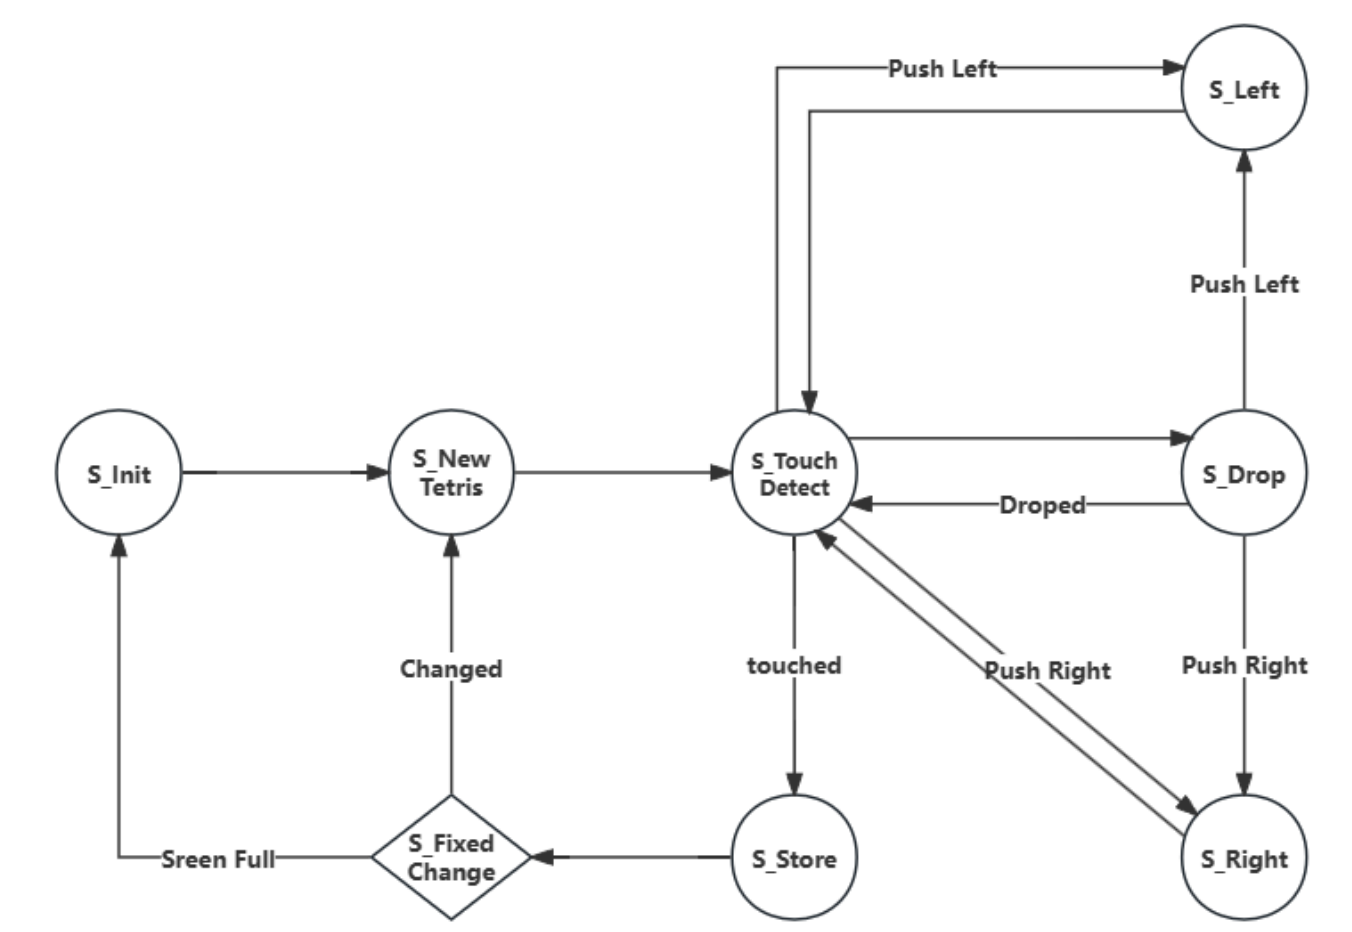 Push Left
S_Left
Push Left
S_Init
S_New
Tetris
S_Touch
Detect
S_Drop
Droped
Changed
touched
Push Right
Push Right
Sreen Full
S_Fixed
Change
S_Store
S_Right